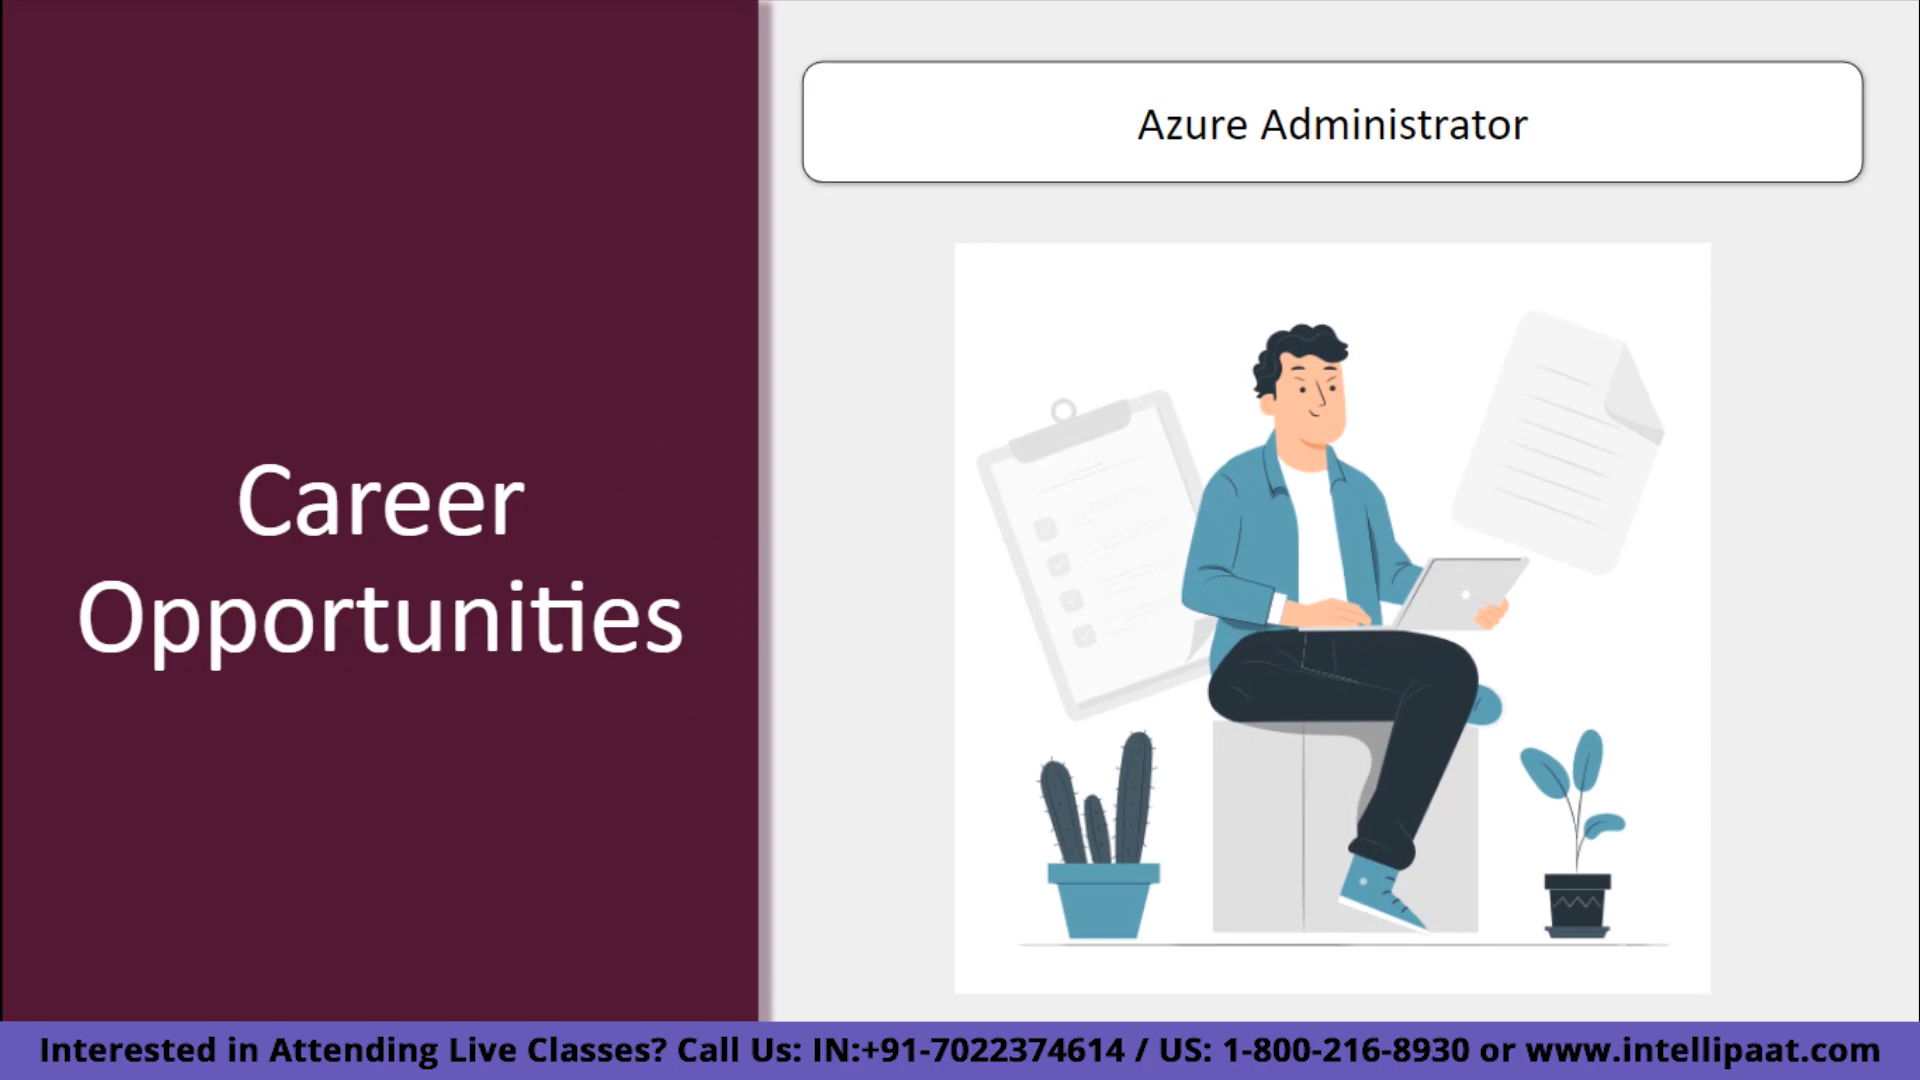 Azure Administrator
Career
Opportunities
Interested in Attending Live Classes? Call Us: IN:+91-7022374614 / US: 1-800-216-8930 or www.intellipaat.com